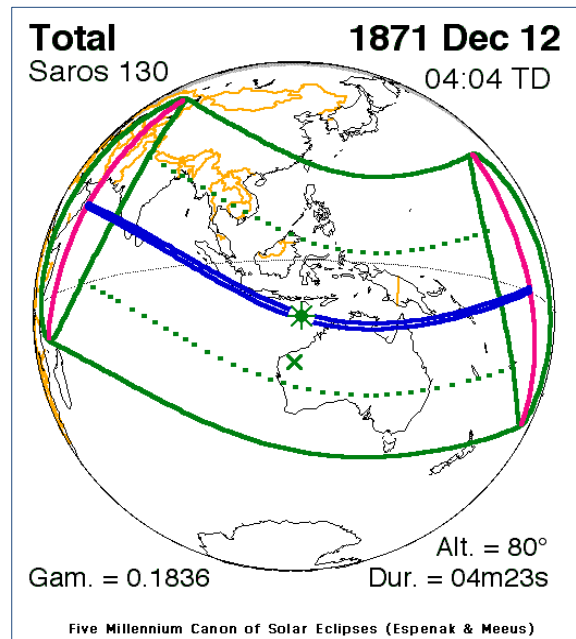 Total 1871 Dec 12
Saros 130 04:04 TD
Alt. = 80°
Gam. = 0.1836 Dur. = 04m23s
Five Millennium Canon of Solar Eclipses (Espenak & Meeus)